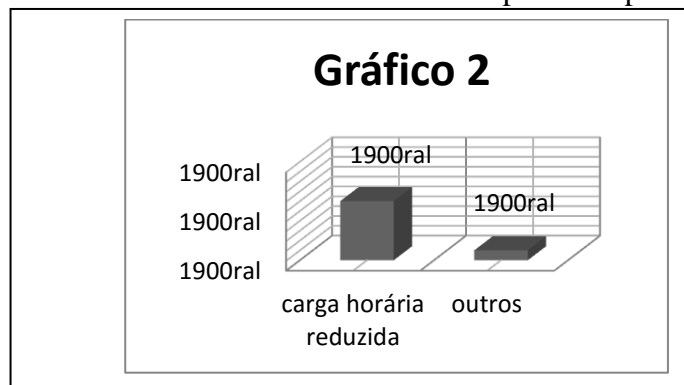 Gráfico 2
1900ral
1900ral
1900ral
1900ral
1900ral
carga horária
reduzida
outros